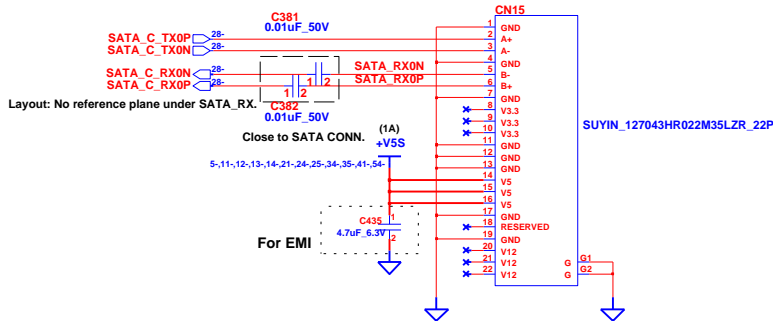 CN15
C381
0.01uF_50V
1 GND
SATA_C_TX0P 28- 2 A+
SATA_C_TX0N 28- 3 A-
4 GND
SATA_C_RX0N 28- 1 2 SATA_RX0N 5 B-
SATA_C_RX0P 28- 1 2 SATA_RX0P 6 B+
7 GND
Layout: No reference plane under SATA_RX.
C382
0.01uF_50V
8 V3.3
9 V3.3
10 V3.3
SUYIN_127043HR022M35LZR_22P
Close to SATA CONN.
(1A)
+V5S
11 GND
12 GND
13 GND
5-,11-,12-,13-,14-,21-,24-,25-,34-,35-,41-,54-
14 V5
15 V5
16 V5
17 GND
18 RESERVED
19 GND
20 V12
21 V12 G G1
22 V12 G G2
1
C435
4.7uF_6.3V
2
For EMI